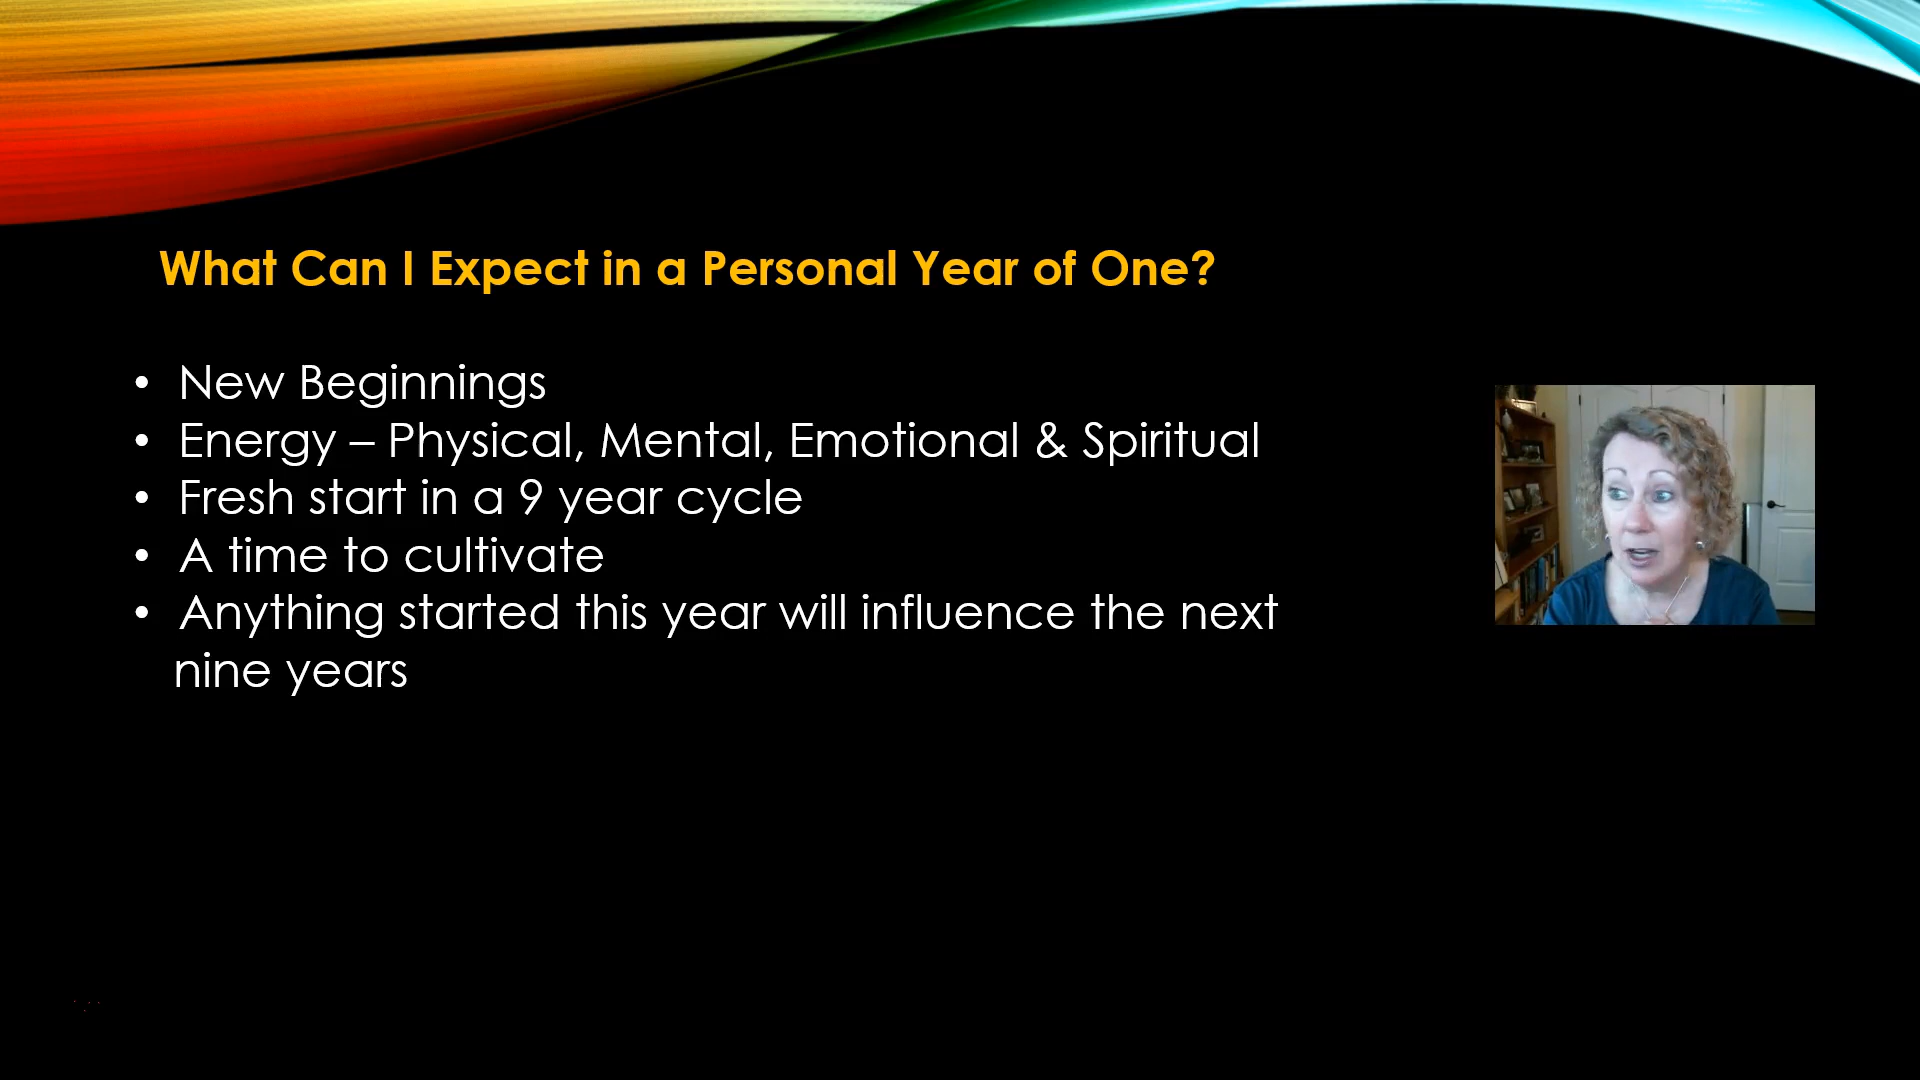 What Can I Expect in a Personal Year of One?
• New Beginnings
• Energy – Physical, Mental, Emotional & Spiritual
• Fresh start in a 9 year cycle
• A time to cultivate
• Anything started this year will influence the next
nine years